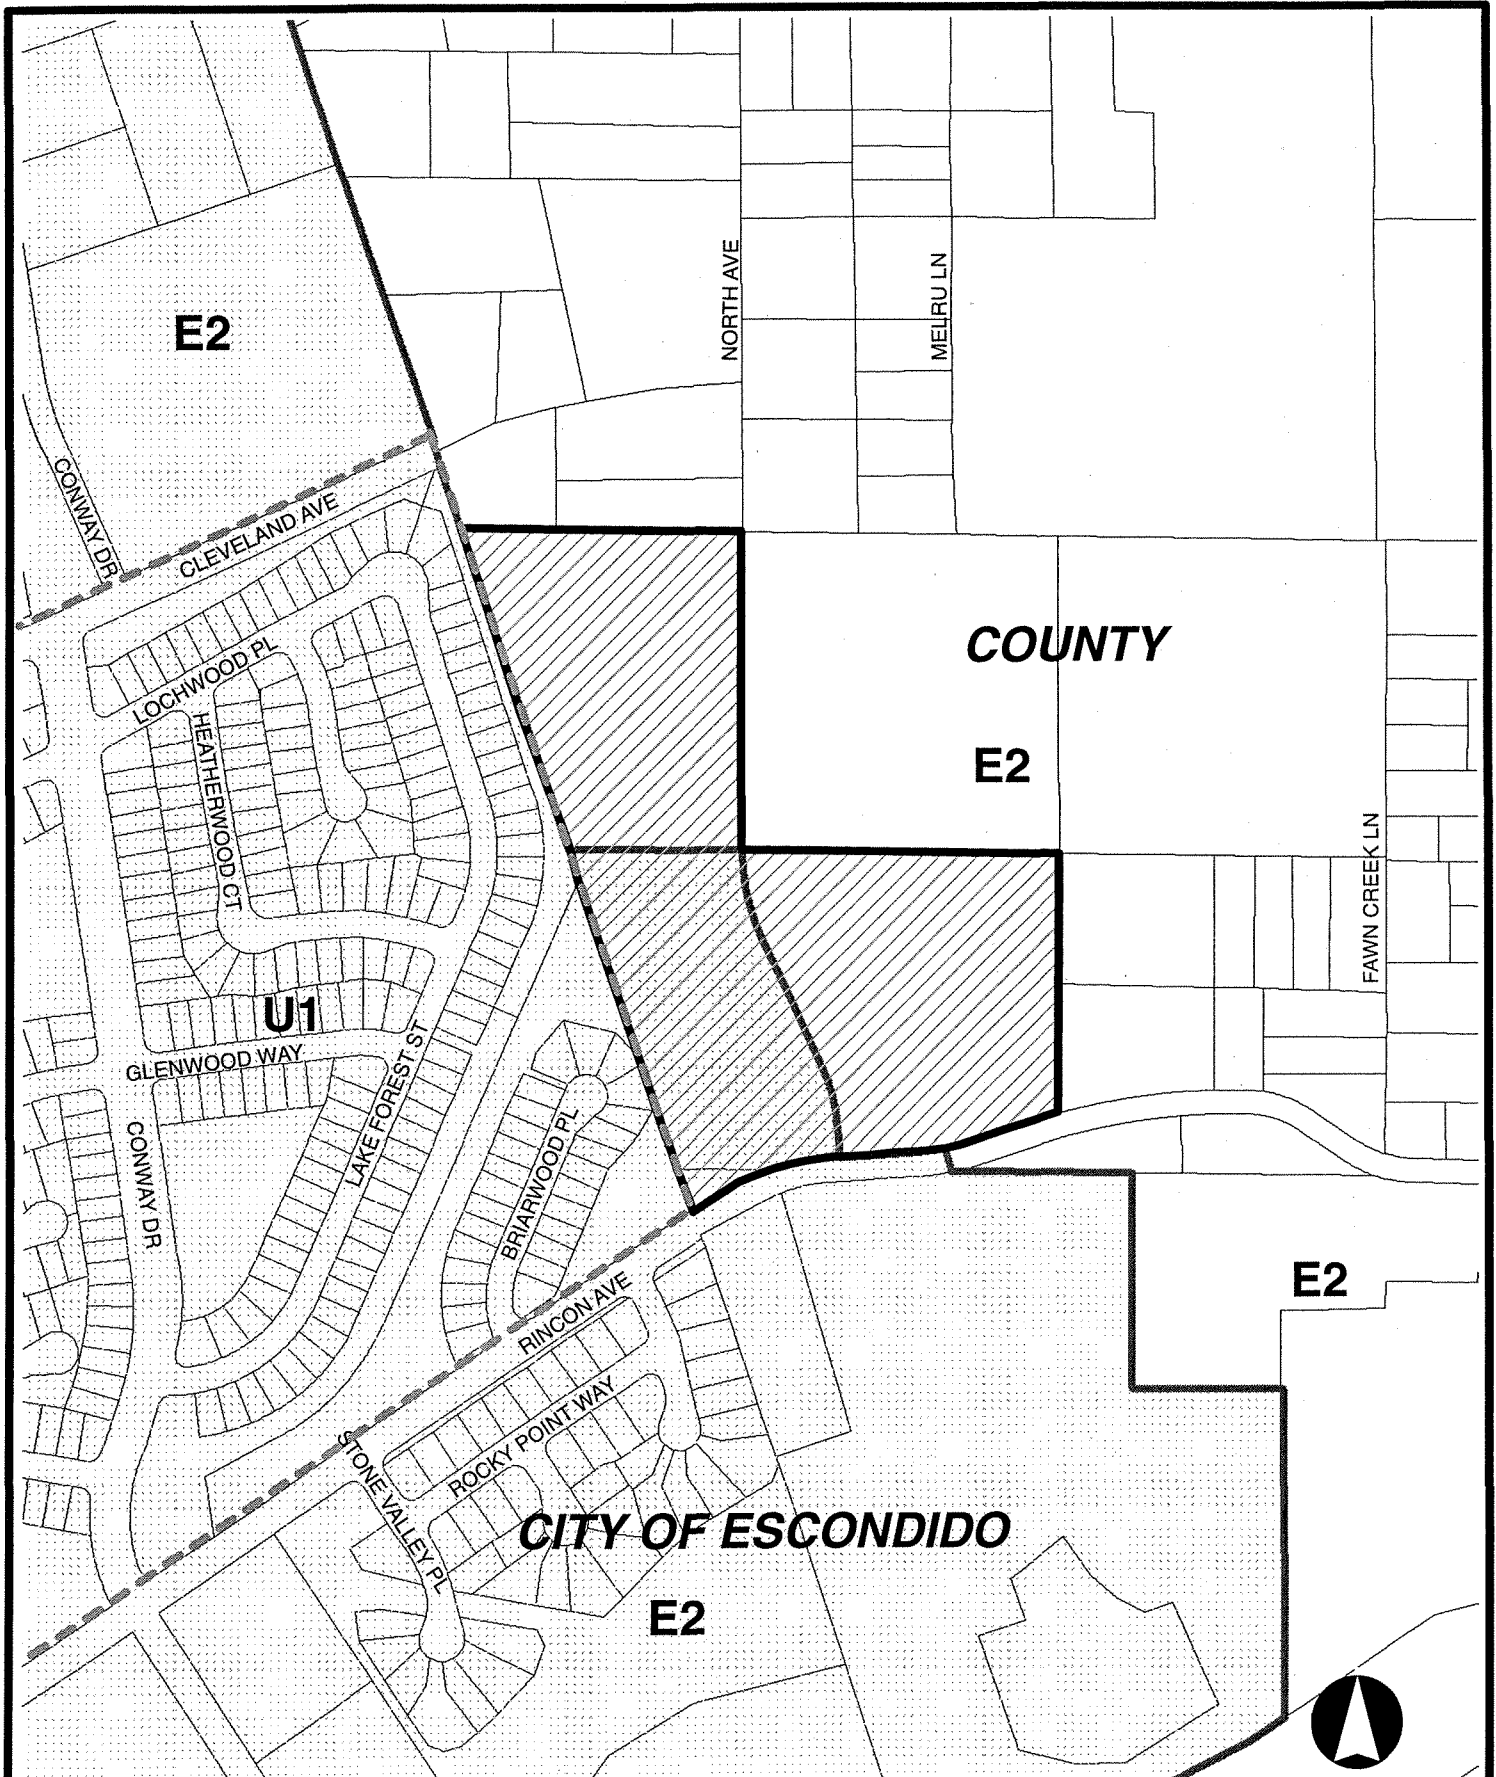 NORTH AVE
MELRU LN
E2
CONWAY DR
CLEVELAND AVE
COUNTY
LOCHWOOD PL
HEATHERWOOD CT
E2
FAWN CREEK LN
U1
GLENWOOD WAY
LAKE FOREST ST
BRIARWOOD PL
CONWAY DR
E2
RINCON AVE
ROCKY POINT WAY
STONE VALLEY PL
CITY OF ESCONDIDO
E2